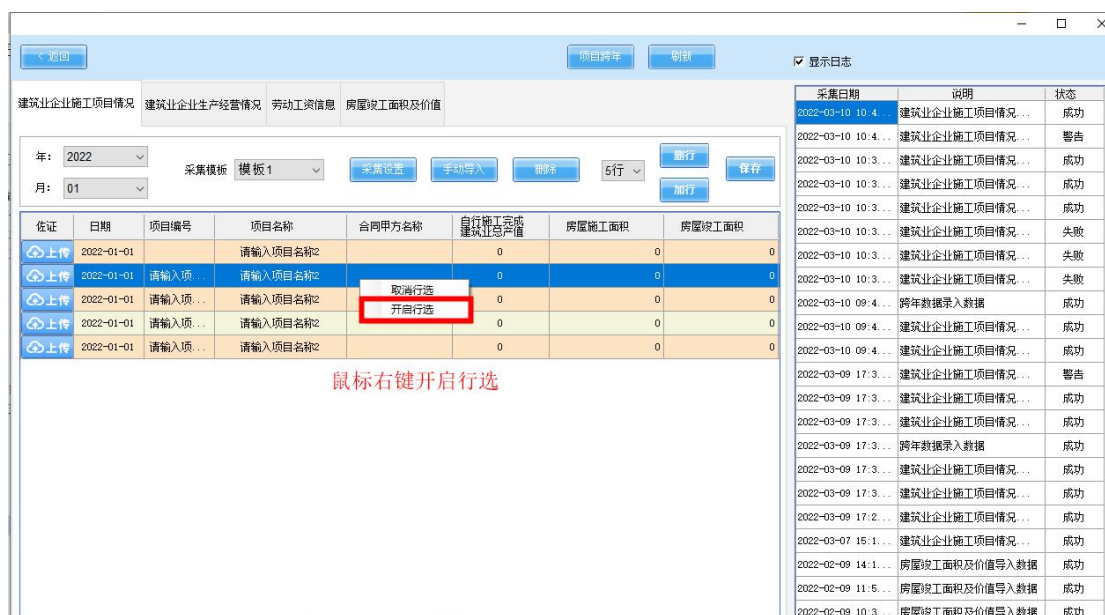 < 返回
项目跨年
刷新
显示日志
建筑业企业施工项目情况 建筑业企业生产经营情况 劳动工资信息 房屋竣工面积及价值
年: 2022
月: 01
采集模板 模板1
采集设置
手动导入
删除
5行
删行
加行
保存
佐证 日期 项目编号 项目名称 合同甲方名称 自行施工完成建筑业总产值 房屋施工面积 房屋竣工面积
上传 2022-01-01 请输入项目名称2 0 0 0
上传 2022-01-01 请输入项... 请输入项目名称2 0 0 0
上传 2022-01-01 请输入项... 请输入项目名称2 0 0 0
上传 2022-01-01 请输入项... 请输入项目名称2 0 0 0
上传 2022-01-01 请输入项... 请输入项目名称2 0 0 0
取消行选
开启行选
鼠标右键开启行选
采集日期 说明 状态
2022-03-10 10:4... 建筑业企业施工项目情况... 成功
2022-03-10 10:4... 建筑业企业施工项目情况... 警告
2022-03-10 10:3... 建筑业企业施工项目情况... 成功
2022-03-10 10:3... 建筑业企业施工项目情况... 成功
2022-03-10 10:3... 建筑业企业施工项目情况... 成功
2022-03-10 10:3... 建筑业企业施工项目情况... 失败
2022-03-10 10:3... 建筑业企业施工项目情况... 失败
2022-03-10 10:3... 建筑业企业施工项目情况... 失败
2022-03-10 09:4... 跨年数据录入数据 成功
2022-03-10 09:4... 建筑业企业施工项目情况... 成功
2022-03-10 09:4... 建筑业企业施工项目情况... 成功
2022-03-09 17:3... 建筑业企业施工项目情况... 警告
2022-03-09 17:3... 建筑业企业施工项目情况... 成功
2022-03-09 17:3... 建筑业企业施工项目情况... 成功
2022-03-09 17:3... 跨年数据录入数据 成功
2022-03-09 17:3... 建筑业企业施工项目情况... 成功
2022-03-09 17:3... 建筑业企业施工项目情况... 成功
2022-03-09 17:2... 建筑业企业施工项目情况... 成功
2022-03-07 15:1... 建筑业企业施工项目情况... 成功
2022-02-09 14:1... 房屋竣工面积及价值导入数据 成功
2022-02-09 11:5... 房屋竣工面积及价值导入数据 成功
2022-02-09 10:3... 房屋竣工面积及价值导入数据 成功